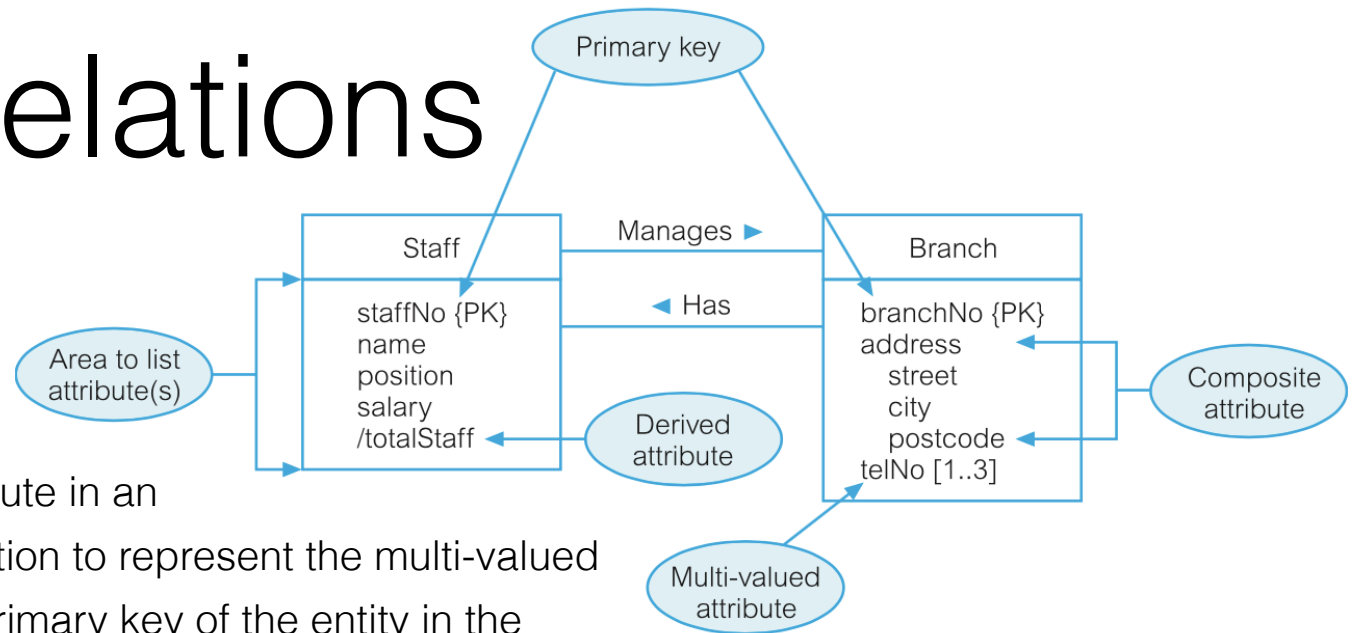 elations
Primary key
Staff
Manages ►
Branch
◄ Has
staffNo {PK}
name
position
salary
/totalStaff
branchNo {PK}
address
street
city
postcode
telNo [1..3]
Area to list
attribute(s)
Derived
attribute
Composite
attribute
Multi-valued
attribute
ute in an
tion to represent the multi-valued
rimary key of the entity in the